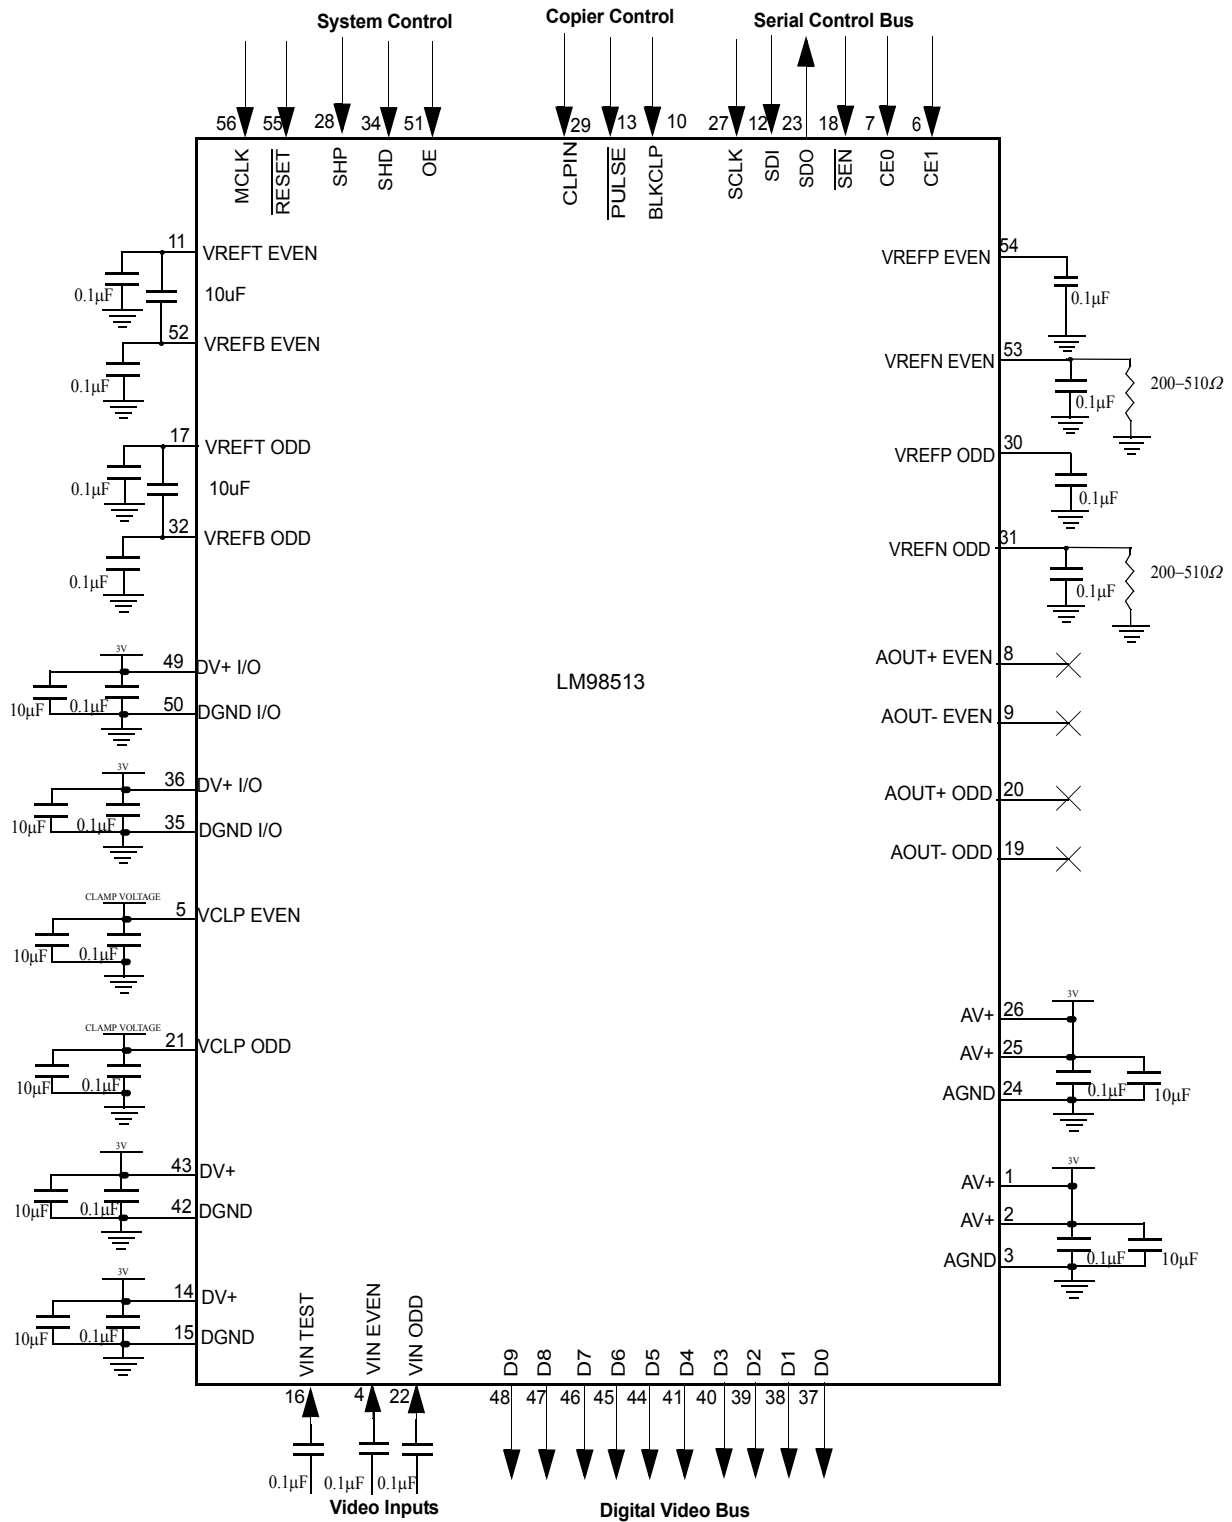 System Control
Copier Control
Serial Control Bus
56 55 28 34 51 29 13 10 27 12 23 18 7 6
MCLK
RESET
SHP
SHD
OE
CLPIN
PULSE
BLKCLP
SCLK
SDI
SDO
SEN
CE0
CE1
11 VREFT EVEN
0.1µF
10uF
52 VREFB EVEN
0.1µF
17 VREFT ODD
0.1µF
10uF
32 VREFB ODD
0.1µF
3V
49 DV+ I/O
10µF 0.1µF
50 DGND I/O
3V
36 DV+ I/O
10µF 0.1µF
35 DGND I/O
CLAMP VOLTAGE
5 VCLP EVEN
10µF 0.1µF
CLAMP VOLTAGE
21 VCLP ODD
10µF 0.1µF
3V
43 DV+
10µF 0.1µF
42 DGND
3V
14 DV+
10µF 0.1µF
15 DGND
LM98513
VREFP EVEN 54
0.1µF
VREFN EVEN 53
0.1µF
200–510Ω
VREFP ODD 30
0.1µF
VREFN ODD 31
0.1µF
200–510Ω
AOUT+ EVEN 8
AOUT- EVEN 9
AOUT+ ODD 20
AOUT- ODD 19
3V
AV+ 26
AV+ 25
AGND 24
0.1µF 10µF
3V
AV+ 1
AV+ 2
AGND 3
0.1µF 10µF
VIN TEST
VIN EVEN
VIN ODD
D9 D8 D7 D6 D5 D4 D3 D2 D1 D0
16 4 22 48 47 46 45 44 41 40 39 38 37
0.1µF 0.1µF 0.1µF
Video Inputs
Digital Video Bus